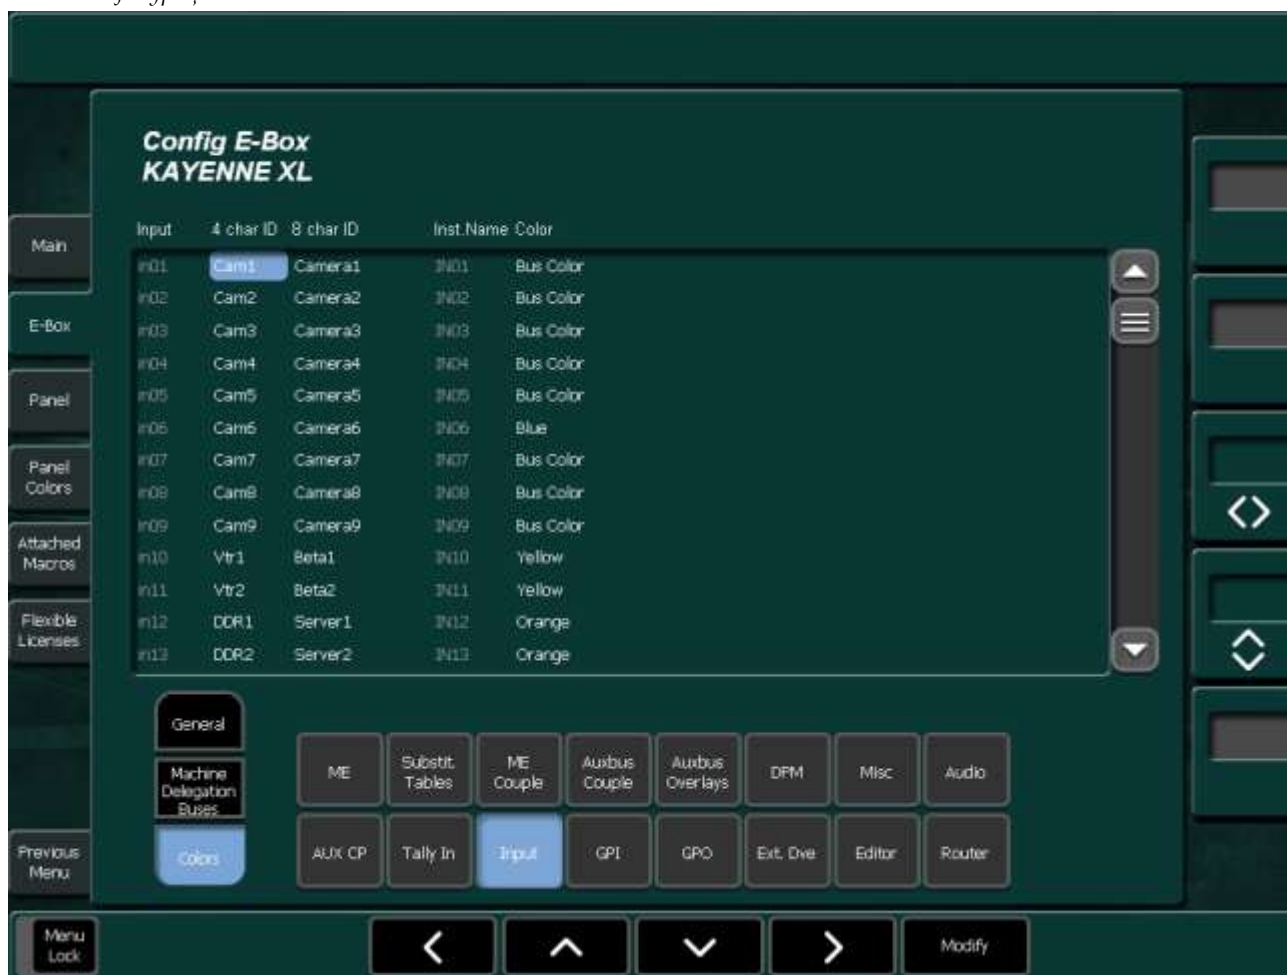 Config E-Box
KAYENNE XL
Input 4 char ID 8 char ID Inst.Name Color
in01 Cam1 Camera1 IN01 Bus Color
in02 Cam2 Camera2 IN02 Bus Color
in03 Cam3 Camera3 IN03 Bus Color
in04 Cam4 Camera4 IN04 Bus Color
in05 Cam5 Camera5 IN05 Bus Color
in06 Cam6 Camera6 IN06 Blue
in07 Cam7 Camera7 IN07 Bus Color
in08 Cam8 Camera8 IN08 Bus Color
in09 Cam9 Camera9 IN09 Bus Color
in10 Vtr1 Beta1 IN10 Yellow
in11 Vtr2 Beta2 IN11 Yellow
in12 DDR1 Server1 IN12 Orange
in13 DDR2 Server2 IN13 Orange
Main
E-Box
Panel
Panel
Colors
Attached
Macros
Flexible
Licenses
Previous
Menu
General
Machine
Delegation
Buses
Colors
ME
Substit.
Tables
ME
Couple
Auxbus
Couple
Auxbus
Overlays
DPM
Misc
Audio
AUX CP
Tally In
Input
GPI
GPO
Ext. Dve
Editor
Router
Menu
Lock
Modify